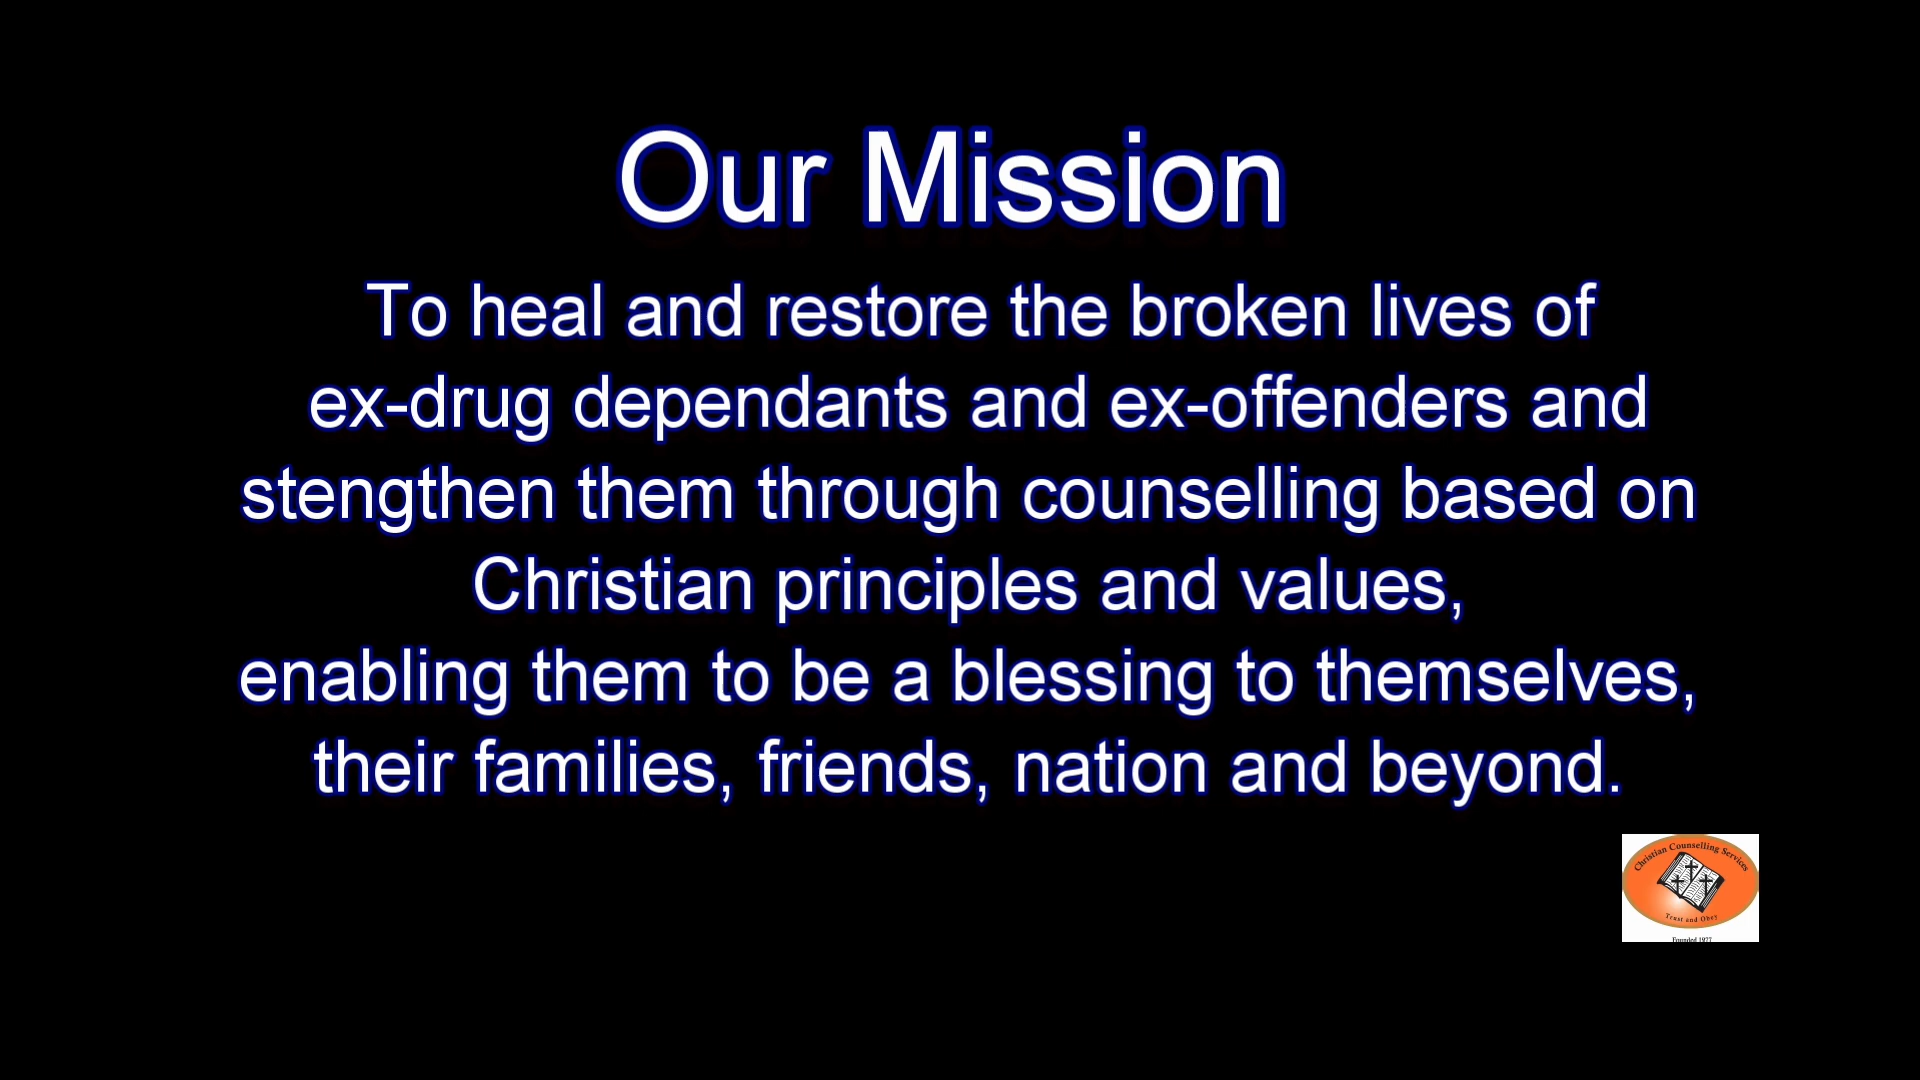 Our Mission
To heal and restore the broken lives of
ex-drug dependants and ex-offenders and
stengthen them through counselling based on
Christian principles and values,
enabling them to be a blessing to themselves,
their families, friends, nation and beyond.
Christian Counselling Services
Trust and Obey
Founded 1977